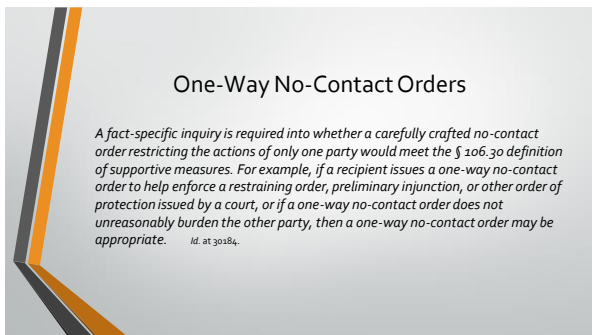 One-Way No-Contact Orders
A fact-specific inquiry is required into whether a carefully crafted no-contact
order restricting the actions of only one party would meet the § 106.30 definition
of supportive measures. For example, if a recipient issues a one-way no-contact
order to help enforce a restraining order, preliminary injunction, or other order of
protection issued by a court, or if a one-way no-contact order does not
unreasonably burden the other party, then a one-way no-contact order may be
appropriate. Id. at 30184.